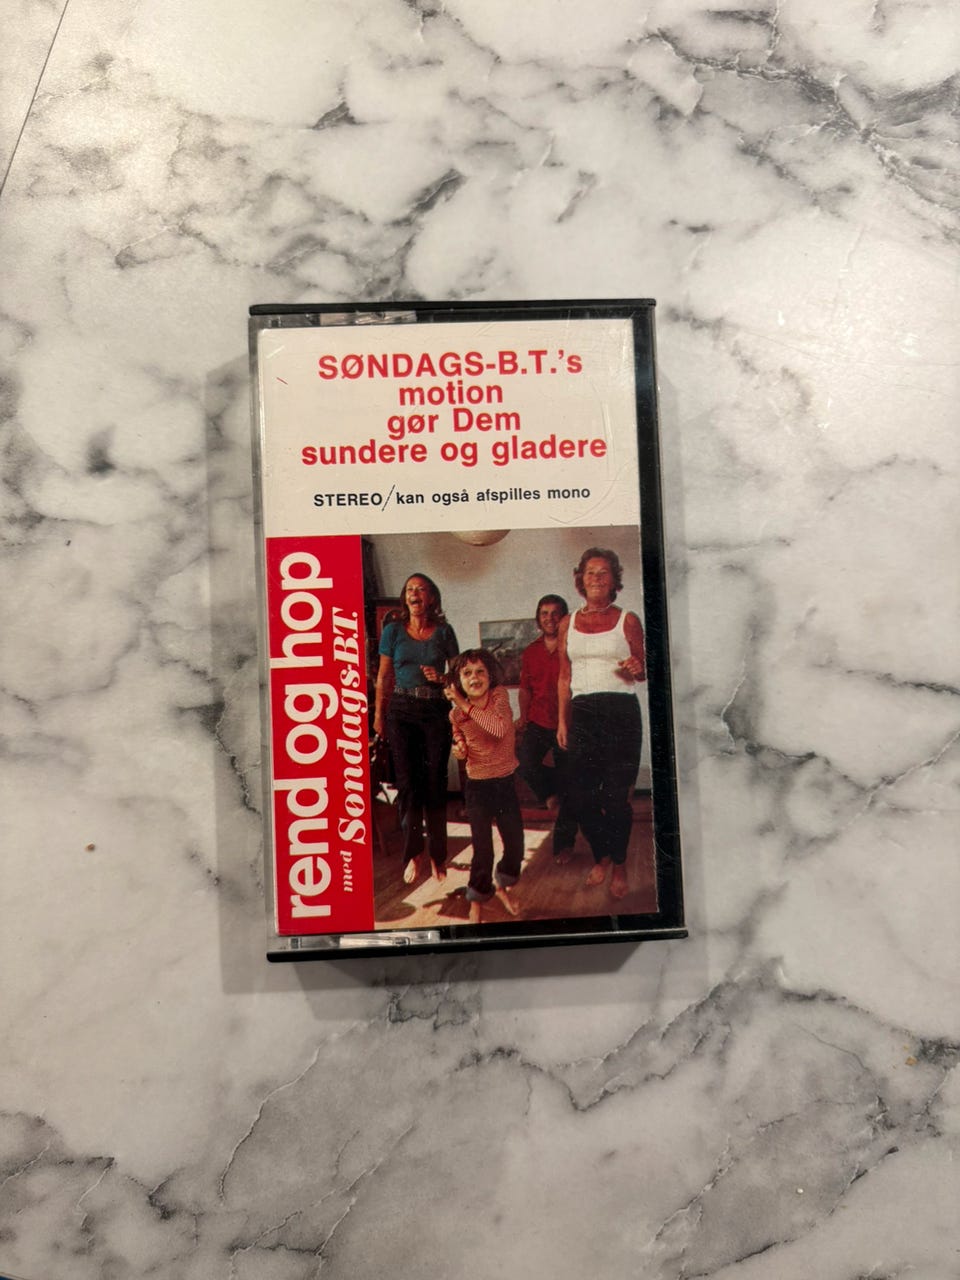 SØNDAGS-B.T.'s
motion
gør Dem
sundere og gladere
STEREO/kan også afspilles mono
rend og hop
med Søndags-B.T.